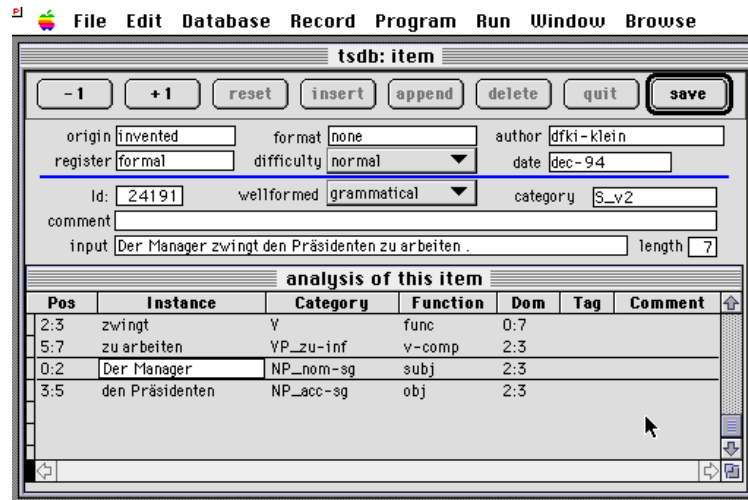 File Edit Database Record Program Run Window Browse
tsdb: item
-1 +1 reset insert append delete quit save
origin invented format none author dfki-klein
register formal difficulty normal date dec-94
Id: 24191 wellformed grammatical category S_v2
comment
input Der Manager zwingt den Präsidenten zu arbeiten . length 7
analysis of this item
Pos Instance Category Function Dom Tag Comment
2:3 zwingt V func 0:7
5:7 zu arbeiten VP_zu-inf v-comp 2:3
0:2 Der Manager NP_nom-sg subj 2:3
3:5 den Präsidenten NP_acc-sg obj 2:3